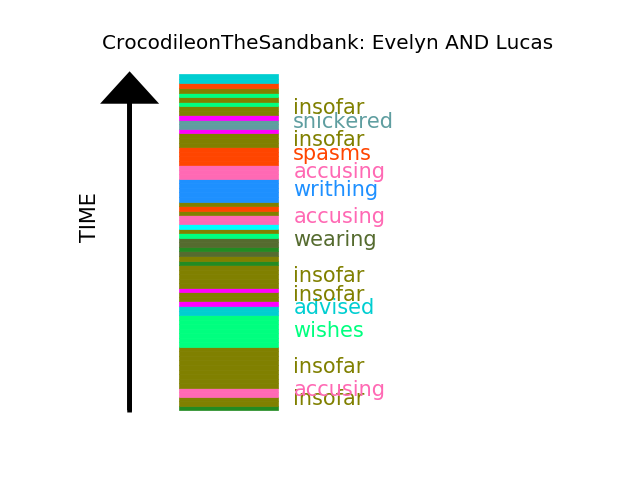 CrocodileonTheSandbank: Evelyn AND Lucas
insofar
snickered
insofar
spasms
accusing
writhing
accusing
wearing
insofar
insofar
advised
wishes
insofar
accusing
insofar
TIME